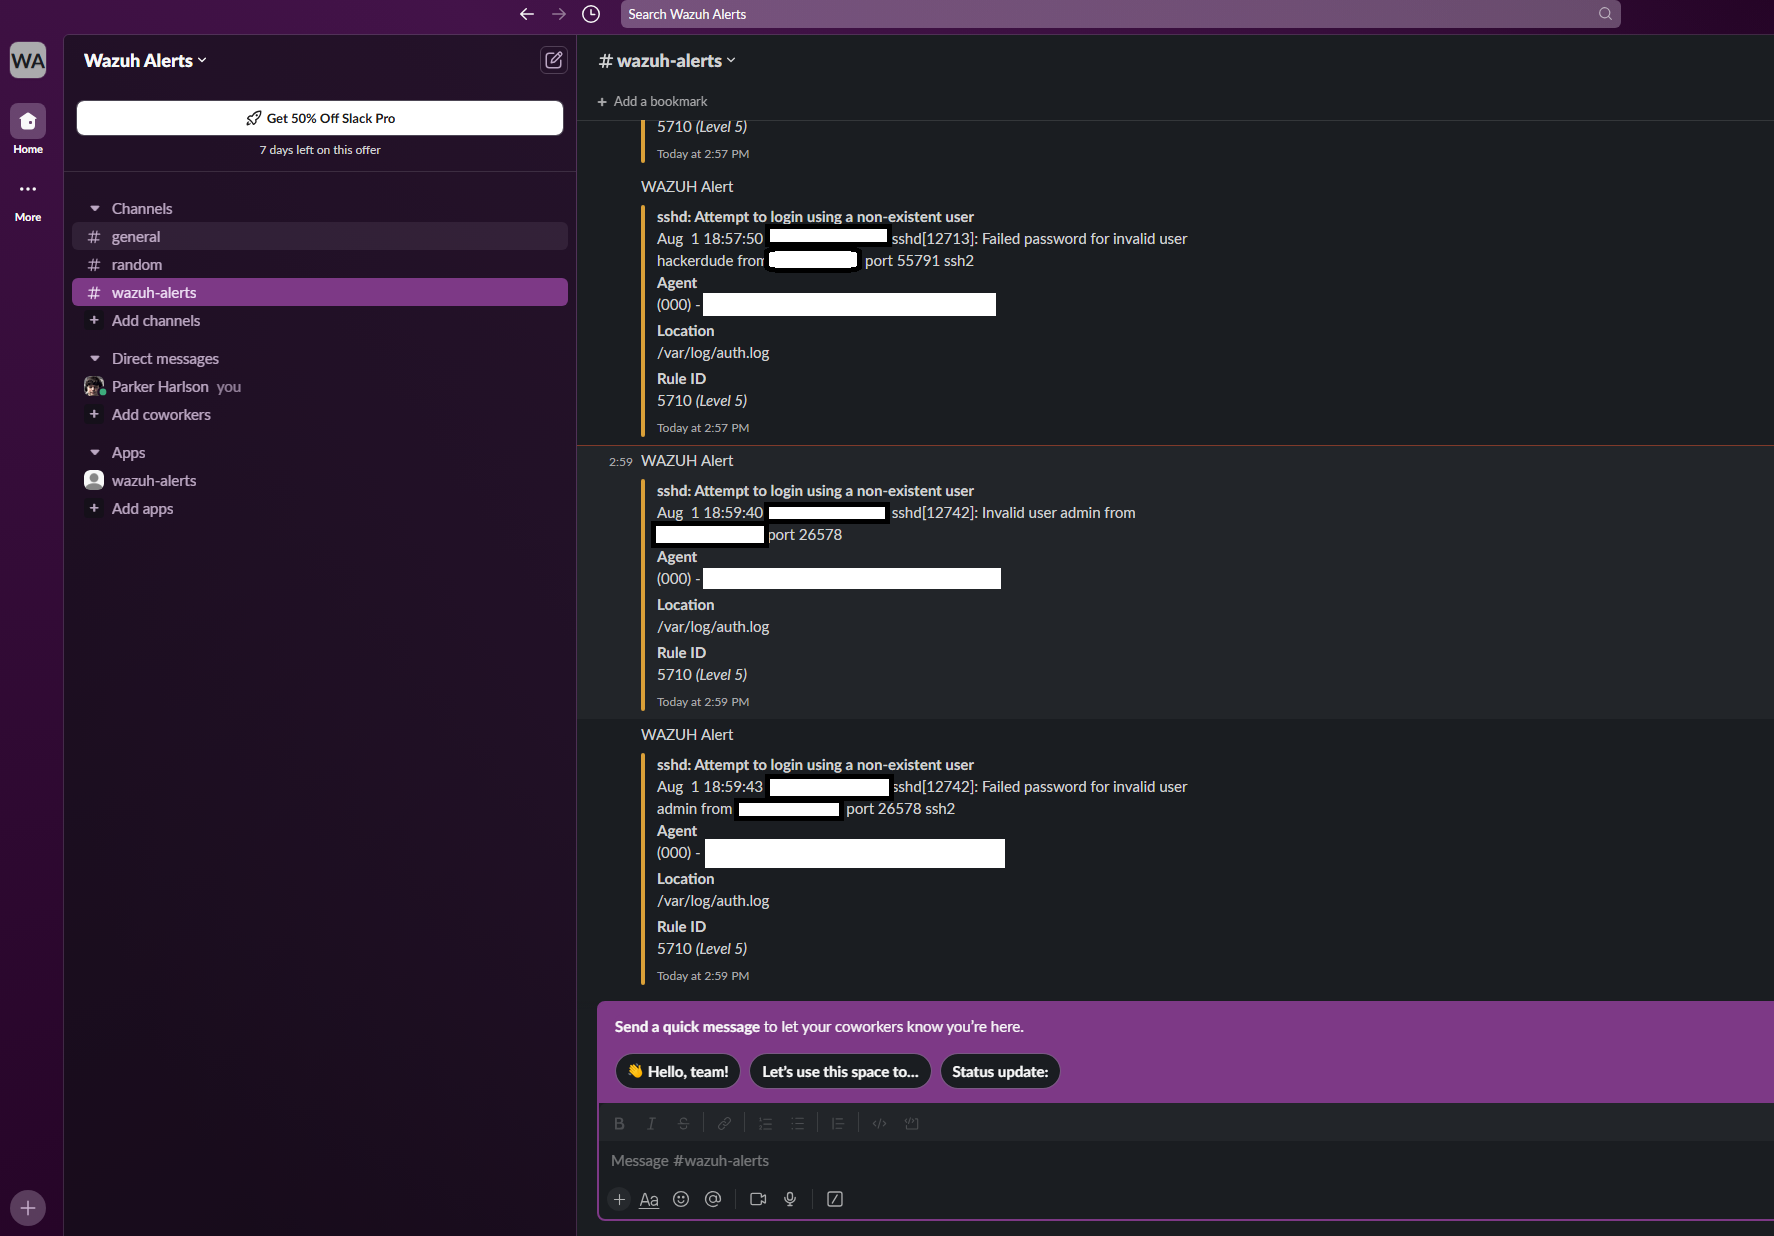 Search Wazuh Alerts
WA
Home
More
Wazuh Alerts
Get 50% Off Slack Pro
7 days left on this offer
Channels
# general
# random
# wazuh-alerts
+ Add channels
Direct messages
Parker Harlson you
+ Add coworkers
Apps
wazuh-alerts
+ Add apps
# wazuh-alerts
+ Add a bookmark
5710 (Level 5)
Today at 2:57 PM
WAZUH Alert
sshd: Attempt to login using a non-existent user
Aug 1 18:57:50 sshd[12713]: Failed password for invalid user
hackerdude from port 55791 ssh2
Agent
(000) -
Location
/var/log/auth.log
Rule ID
5710 (Level 5)
Today at 2:57 PM
2:59 WAZUH Alert
sshd: Attempt to login using a non-existent user
Aug 1 18:59:40 sshd[12742]: Invalid user admin from
port 26578
Agent
(000) -
Location
/var/log/auth.log
Rule ID
5710 (Level 5)
Today at 2:59 PM
WAZUH Alert
sshd: Attempt to login using a non-existent user
Aug 1 18:59:43 sshd[12742]: Failed password for invalid user
admin from port 26578 ssh2
Agent
(000) -
Location
/var/log/auth.log
Rule ID
5710 (Level 5)
Today at 2:59 PM
Send a quick message to let your coworkers know you're here.
👋 Hello, team! Let's use this space to... Status update:
B I S
Message #wazuh-alerts
+ Aa